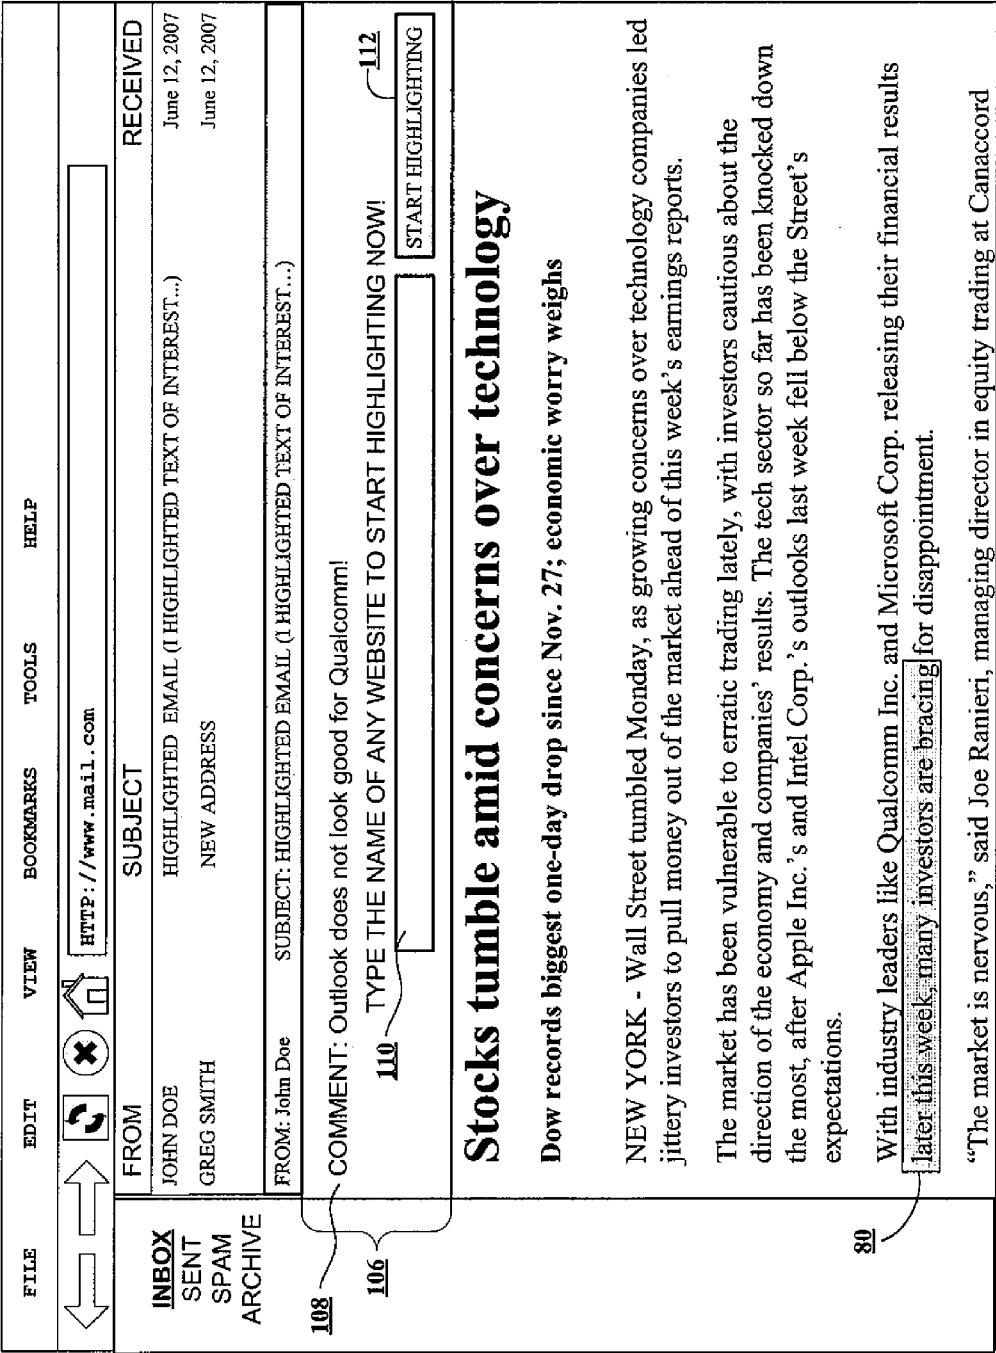 FILE EDIT VIEW BOOKMARKS TOOLS HELP
HTTP://www.mail.com
INBOX
SENT
SPAM
ARCHIVE
FROM SUBJECT RECEIVED
JOHN DOE HIGHLIGHTED EMAIL (I HIGHLIGHTED TEXT OF INTEREST...) June 12, 2007
GREG SMITH NEW ADDRESS June 12, 2007
FROM: John Doe SUBJECT: HIGHLIGHTED EMAIL (I HIGHLIGHTED TEXT OF INTEREST...)
108
COMMENT: Outlook does not look good for Qualcomm!
106
110
TYPE THE NAME OF ANY WEBSITE TO START HIGHLIGHTING NOW!
112
START HIGHLIGHTING
Stocks tumble amid concerns over technology
Dow records biggest one-day drop since Nov. 27; economic worry weighs
NEW YORK - Wall Street tumbled Monday, as growing concerns over technology companies led
jittery investors to pull money out of the market ahead of this week's earnings reports.
The market has been vulnerable to erratic trading lately, with investors cautious about the
direction of the economy and companies' results. The tech sector so far has been knocked down
the most, after Apple Inc.'s and Intel Corp.'s outlooks last week fell below the Street's
expectations.
With industry leaders like Qualcomm Inc. and Microsoft Corp. releasing their financial results
later this week, many investors are bracing for disappointment.
80
“The market is nervous,” said Joe Ranieri, managing director in equity trading at Canaccord